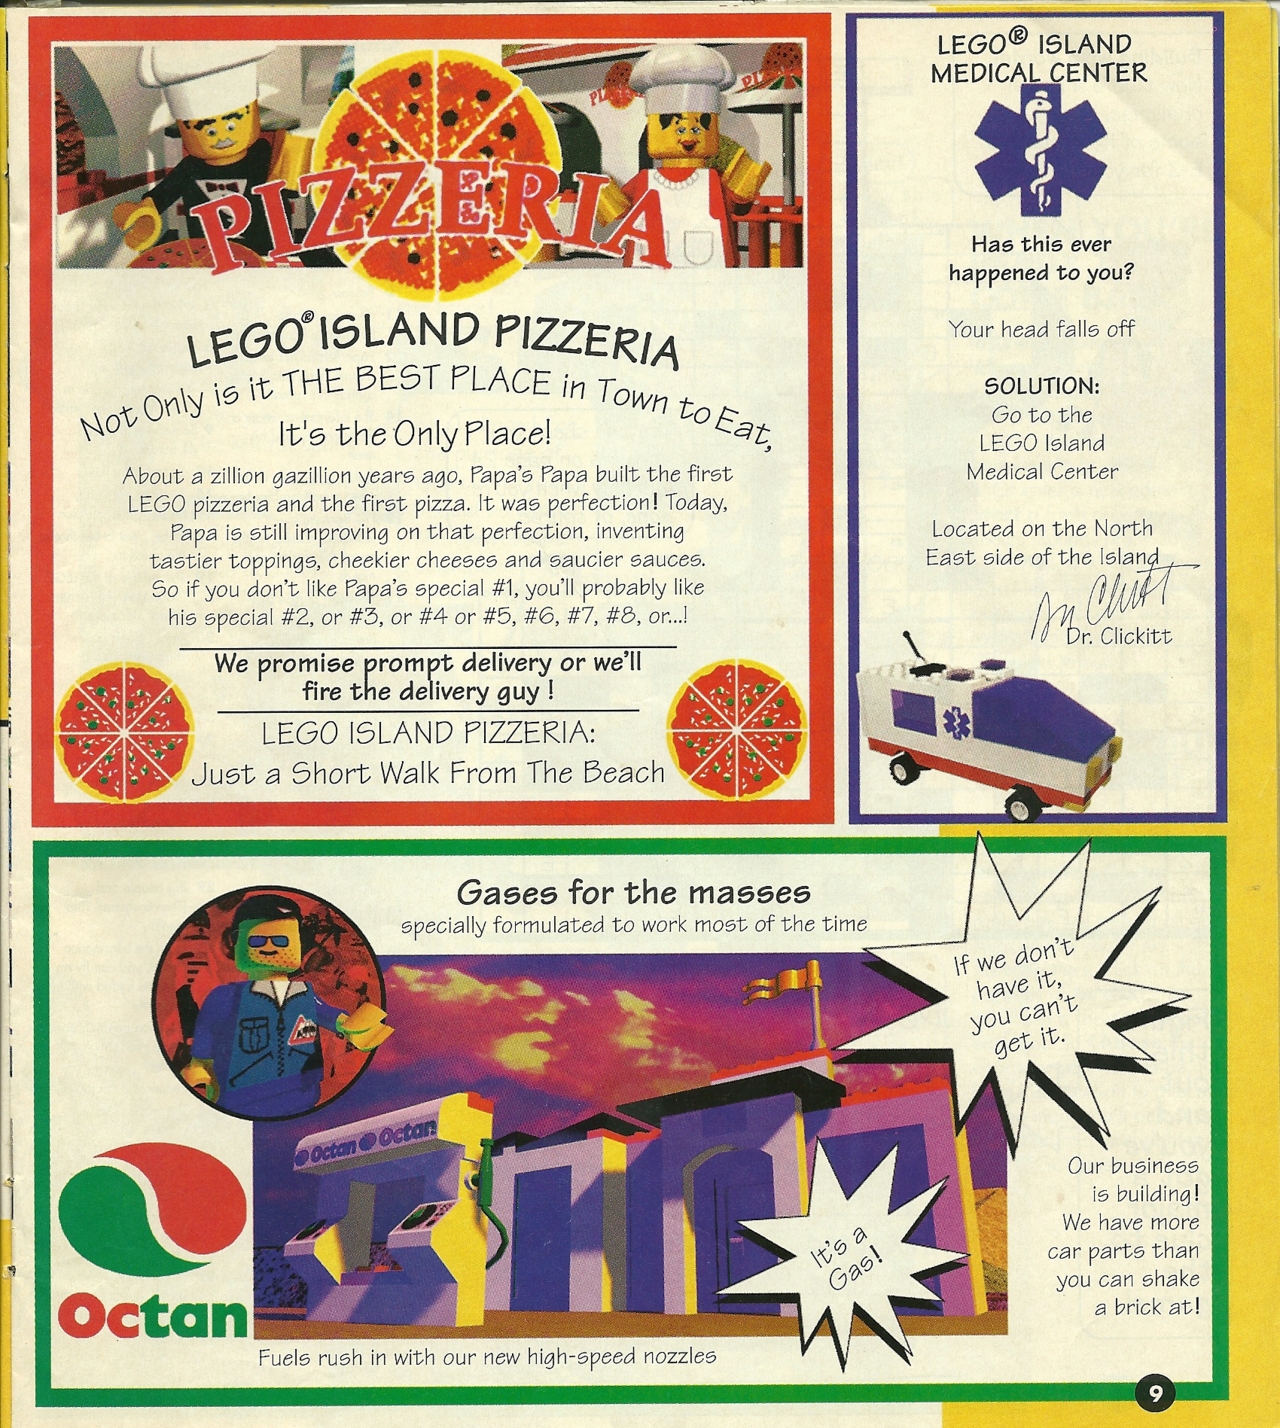 PIZZERIA
LEGO® ISLAND PIZZERIA
Not Only is it THE BEST PLACE in Town to Eat,
It's the Only Place!
About a zillion gazillion years ago, Papa's Papa built the first
LEGO pizzeria and the first pizza. It was perfection! Today,
Papa is still improving on that perfection, inventing
tastier toppings, cheekier cheeses and saucier sauces.
So if you don't like Papa's special #1, you'll probably like
his special #2, or #3, or #4 or #5, #6, #7, #8, or...!
We promise prompt delivery or we'll
fire the delivery guy !
LEGO ISLAND PIZZERIA:
Just a Short Walk From The Beach
LEGO® ISLAND
MEDICAL CENTER
Has this ever
happened to you?
Your head falls off
SOLUTION:
Go to the
LEGO Island
Medical Center
Located on the North
East side of the Island
Dr. Clickitt
Gases for the masses
specially formulated to work most of the time
If we don't
have it,
you can't
get it.
Octan Octan
It's a
Gas!
Our business
is building!
We have more
car parts than
you can shake
a brick at!
Octan
Fuels rush in with our new high-speed nozzles
9